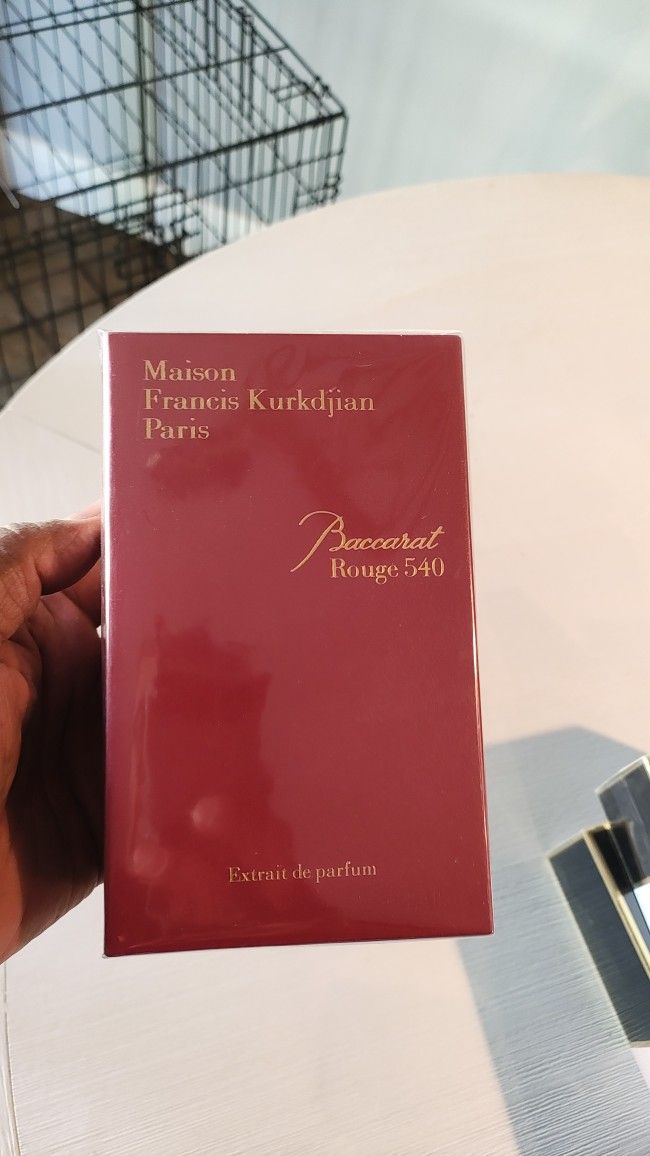 Maison
Francis Kurkdjian
Paris
Baccarat
Rouge 540
Extrait de parfum